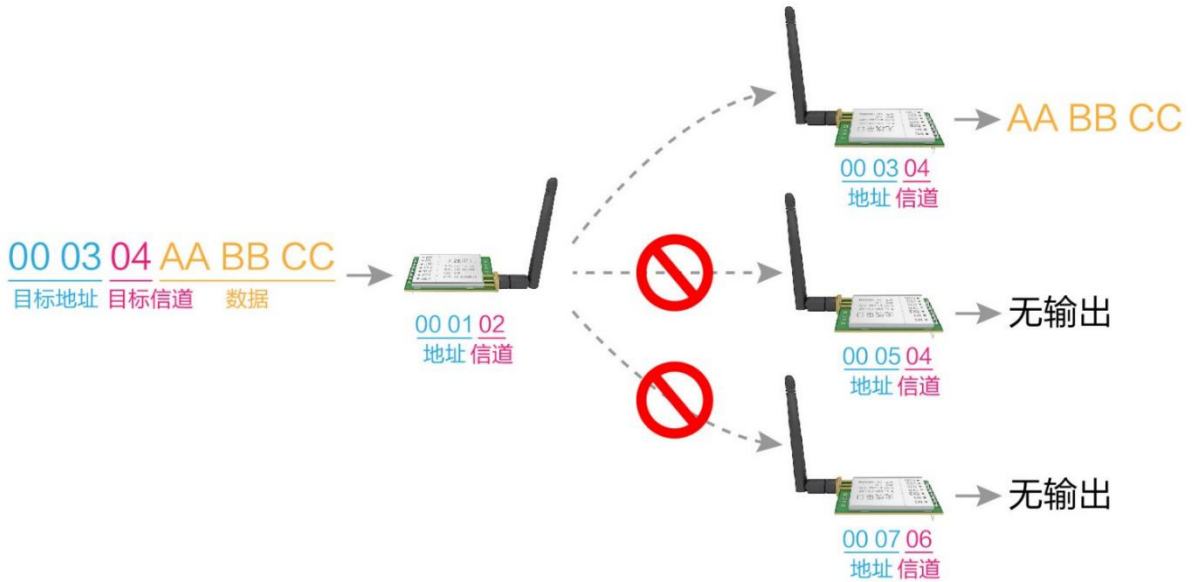 00 03 04 AA BB CC
目标地址 目标信道 数据
00 01 02
地址 信道
AA BB CC
00 03 04
地址 信道
无输出
00 05 04
地址 信道
无输出
00 07 06
地址 信道